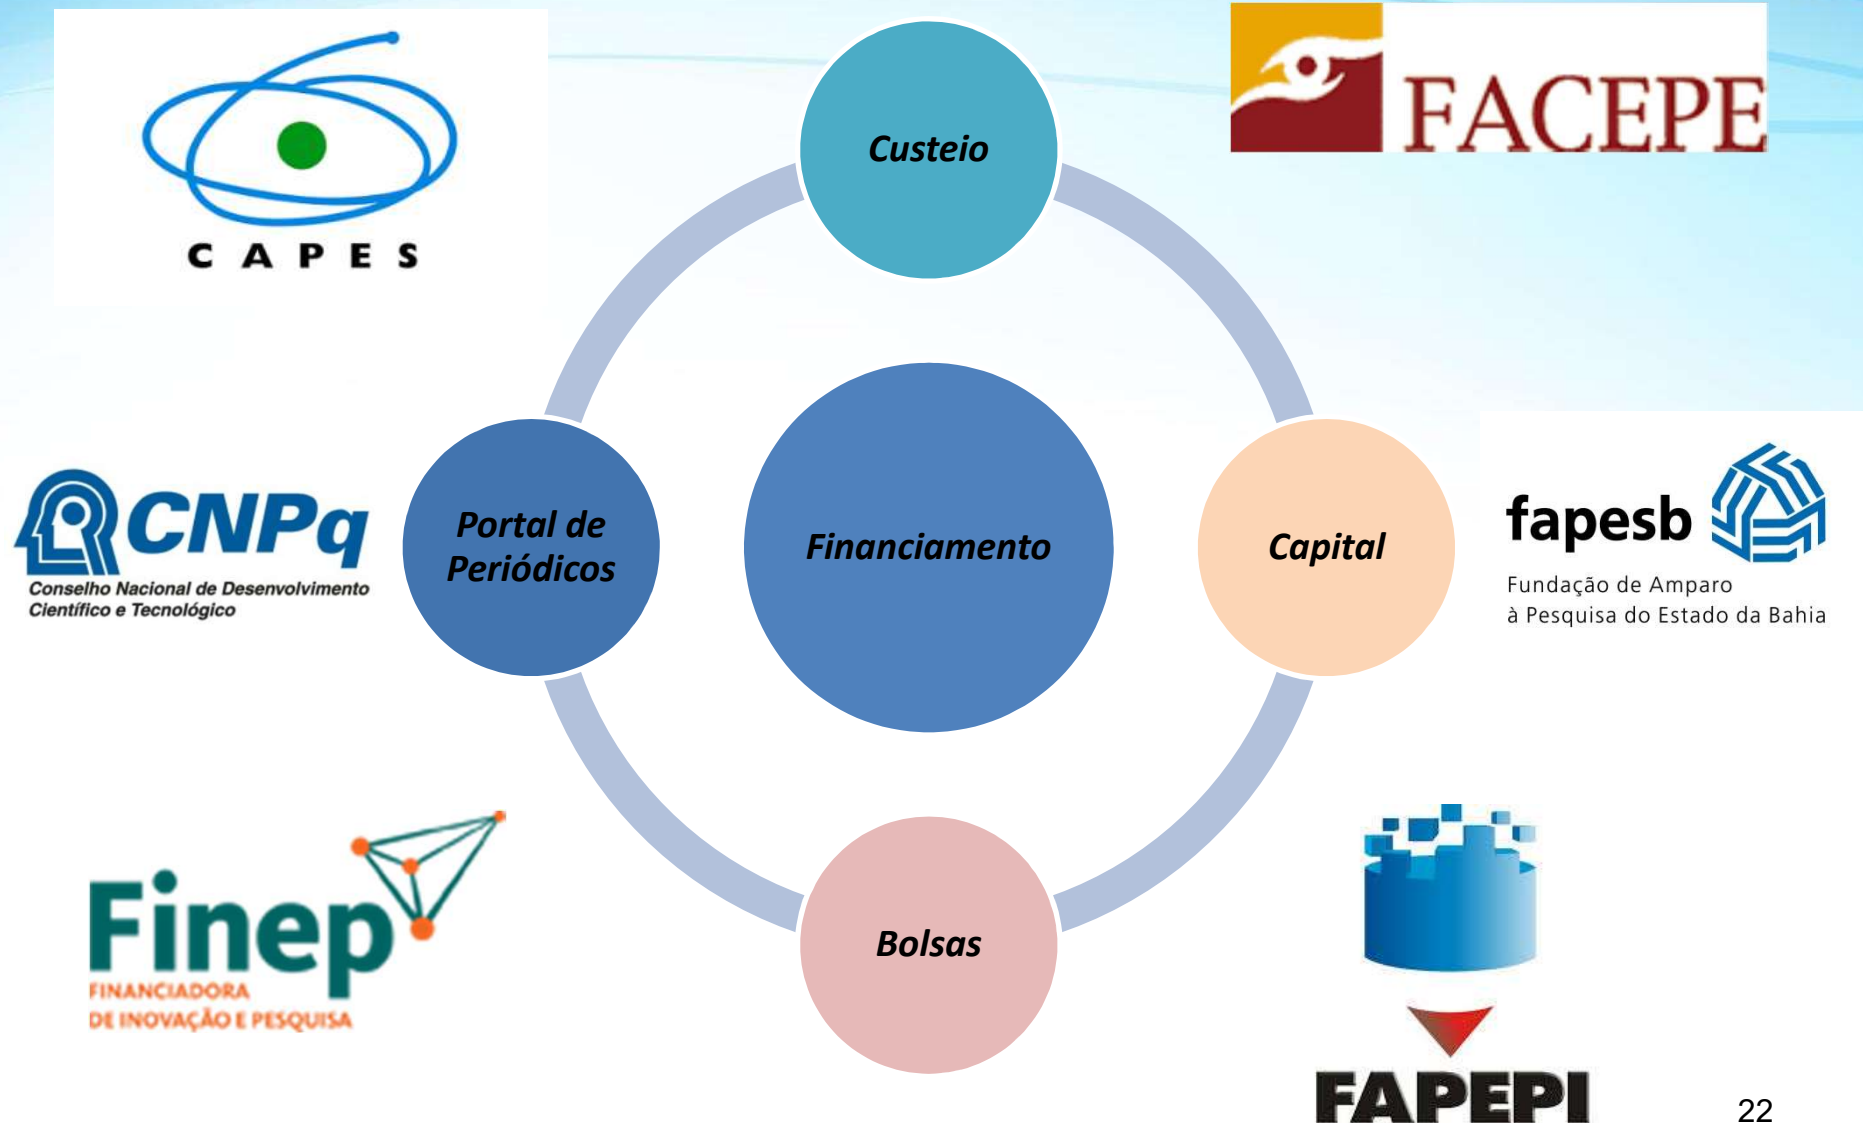 CAPES
FACEPE
Custeio
CNPq
Conselho Nacional de Desenvolvimento
Científico e Tecnológico
Portal de
Periódicos
Financiamento
Capital
fapesb
Fundação de Amparo
à Pesquisa do Estado da Bahia
Finep
FINANCIADORA
DE INOVAÇÃO E PESQUISA
Bolsas
FAPEPI
22